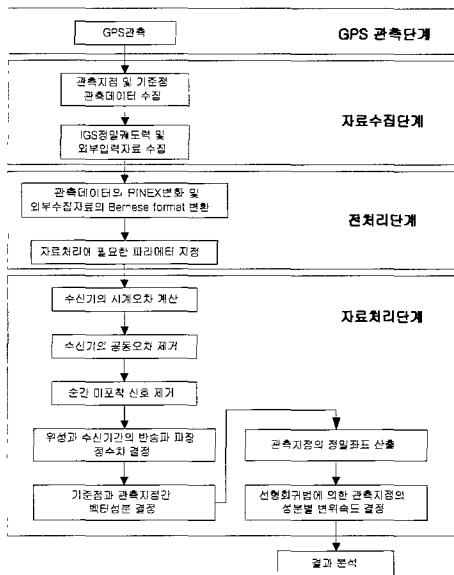 GPS관측
GPS 관측단계
관측지점 및 기준점
관측데이터 수집
자료수집단계
IGS정밀궤도력 및
외부입력자료 수집
관측데이터의 RINEX변화 및
외부수집자료의 Bernese format 변환
전처리단계
자료처리에 필요한 파라메터 지정
수신기의 시계오차 계산
자료처리단계
수신기의 공동오차 제거
순간 미포착 신호 제거
위성과 수신기간의 반송파 파장
정수차 결정
기준점과 관측지점간
벡터성분 결정
관측지점의 정밀좌표 산출
선형회귀법에 의한 관측지점의
성분별 변위속도 결정
결과 분석